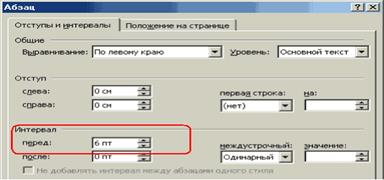 Абзац
Отступы и интервалы Положение на странице
Общие
Выравнивание: По левому краю Уровень: Основной текст
Отступ
слева: 0 см первая строка: на:
справа: 0 см (нет)
Интервал
перед: 6 пт междустрочный: значение:
после: 0 пт Одинарный
Не добавлять интервал между абзацами одного стиля